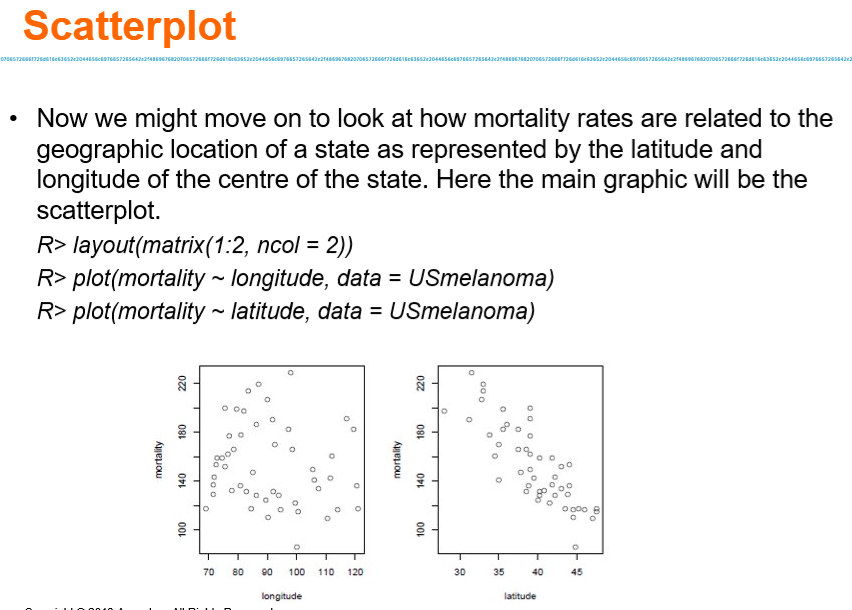 Scatterplot
• Now we might move on to look at how mortality rates are related to the
geographic location of a state as represented by the latitude and
longitude of the centre of the state. Here the main graphic will be the
scatterplot.
R> layout(matrix(1:2, ncol = 2))
R> plot(mortality ~ longitude, data = USmelanoma)
R> plot(mortality ~ latitude, data = USmelanoma)
mortality
220
180
140
100
70 80 90 100 110 120
longitude
mortality
220
180
140
100
30 35 40 45
latitude